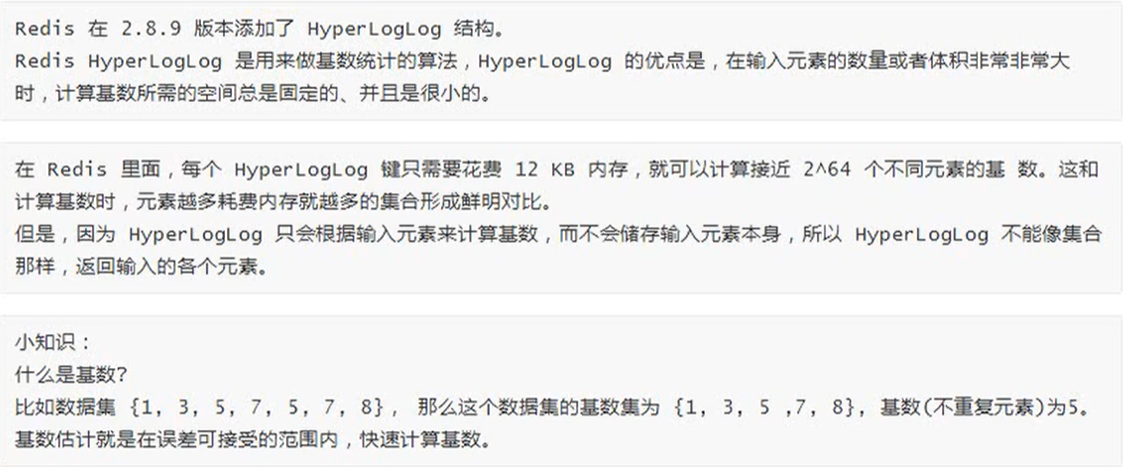 Redis 在 2.8.9 版本添加了 HyperLogLog 结构。
Redis HyperLogLog 是用来做基数统计的算法，HyperLogLog 的优点是，在输入元素的数量或者体积非常非常大
时，计算基数所需的空间总是固定的、并且是很小的。
在 Redis 里面，每个 HyperLogLog 键只需要花费 12 KB 内存，就可以计算接近 2^64 个不同元素的基 数。这和
计算基数时，元素越多耗费内存就越多的集合形成鲜明对比。
但是，因为 HyperLogLog 只会根据输入元素来计算基数，而不会储存输入元素本身，所以 HyperLogLog 不能像集合
那样，返回输入的各个元素。
小知识：
什么是基数?
比如数据集 {1, 3, 5, 7, 5, 7, 8}， 那么这个数据集的基数集为 {1, 3, 5 ,7, 8}, 基数(不重复元素)为5。
基数估计就是在误差可接受的范围内，快速计算基数。